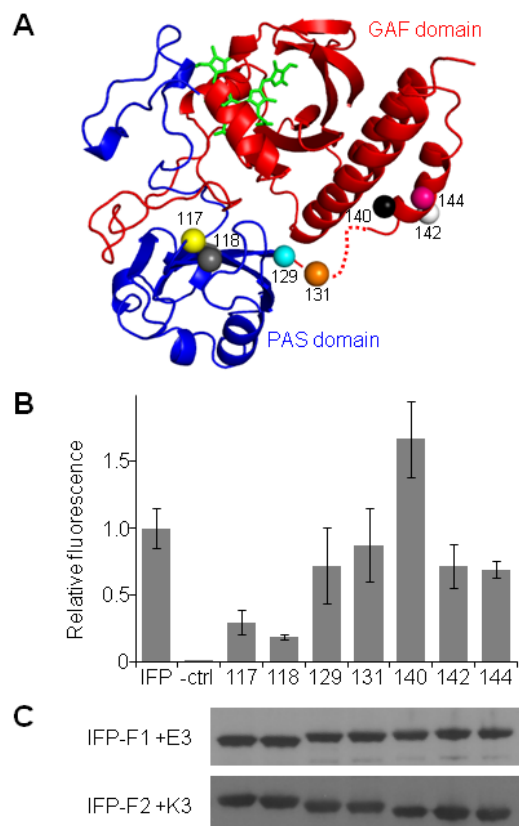 A
GAF domain
117
118
140
144
142
129
131
PAS domain
B
Relative fluorescence
1.5
1.0
0.5
0
IFP -ctrl 117 118 129 131 140 142 144
C
IFP-F1 +E3
IFP-F2 +K3